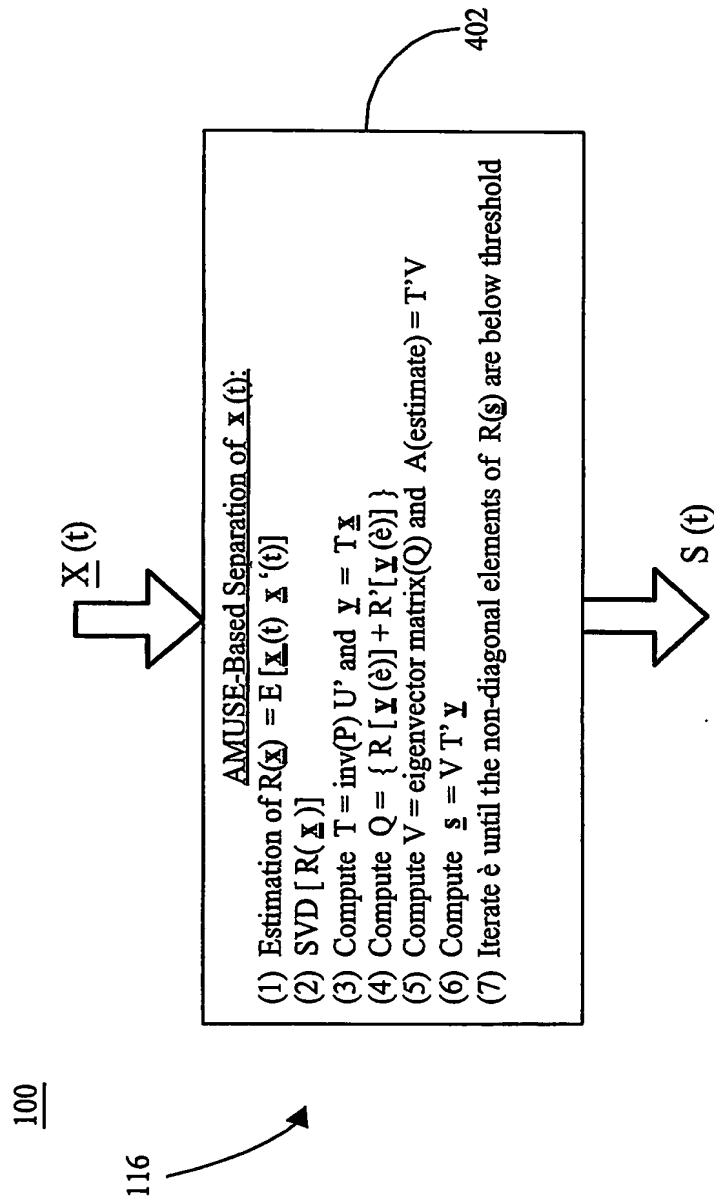 100
116
X (t)
AMUSE-Based Separation of x (t):
(1) Estimation of R(x) = E [x(t) x ‘(t)]
(2) SVD [ R( x )]
(3) Compute T = inv(P) U’ and y = Tx
(4) Compute Q = { R [ y (è)] + R’[ y (è)] }
(5) Compute V = eigenvector matrix(Q) and A(estimate) = T’V
(6) Compute s = V T’ y
(7) Iterate è until the non-diagonal elements of R(s) are below threshold
402
S (t)